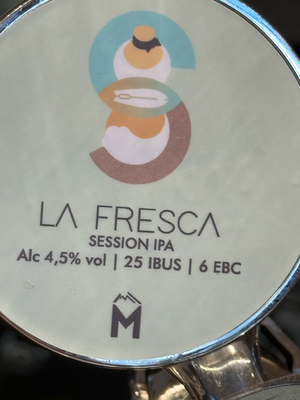 LA FRESCA
SESSION IPA
Alc 4,5% vol | 25 IBUS | 6 EBC
M